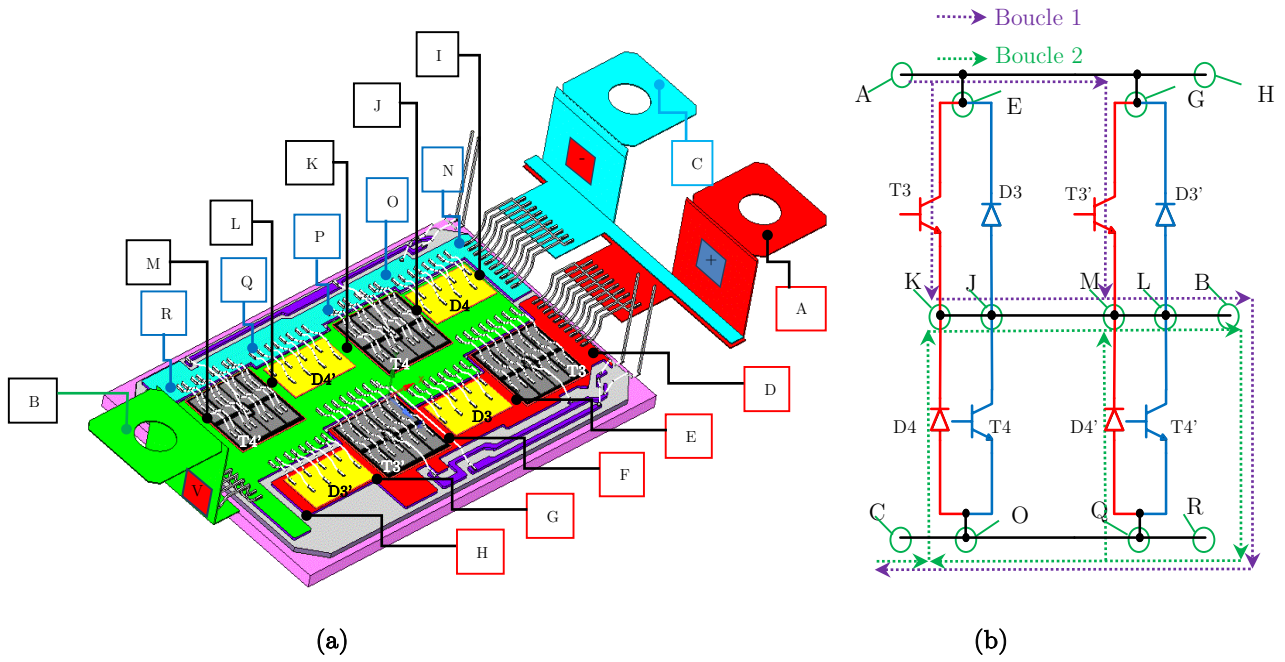 Boucle 1
Boucle 2
I
J
K
L
M
N
O
P
Q
R
B
C
A
D
E
F
G
H
-
+
V
D4
T4
D4'
T4'
T3
D3
T3'
D3'
A
E
G
H
T3
D3
T3'
D3'
K
J
M
L
B
D4
T4
D4'
T4'
C
O
Q
R
(a)
(b)